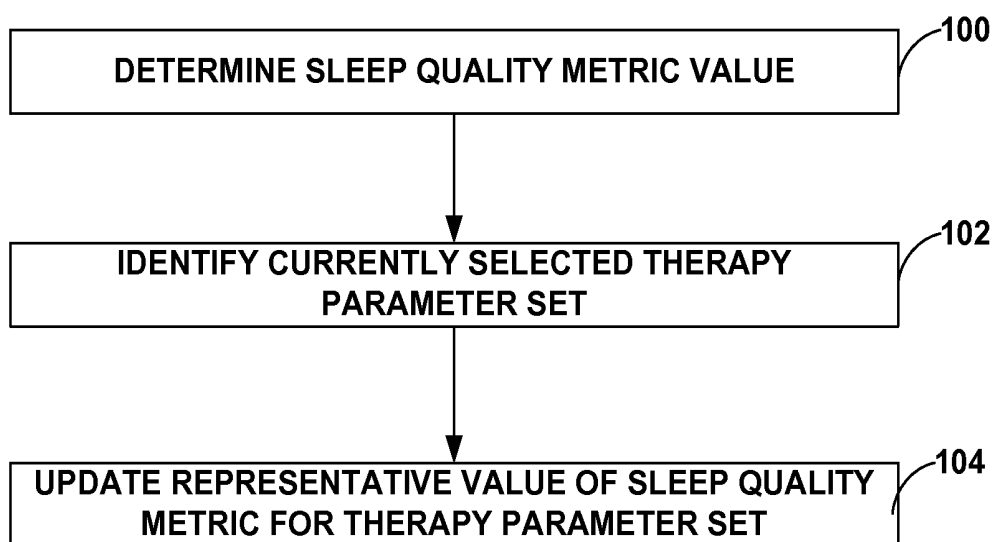 100
DETERMINE SLEEP QUALITY METRIC VALUE
102
IDENTIFY CURRENTLY SELECTED THERAPY
PARAMETER SET
104
UPDATE REPRESENTATIVE VALUE OF SLEEP QUALITY
METRIC FOR THERAPY PARAMETER SET